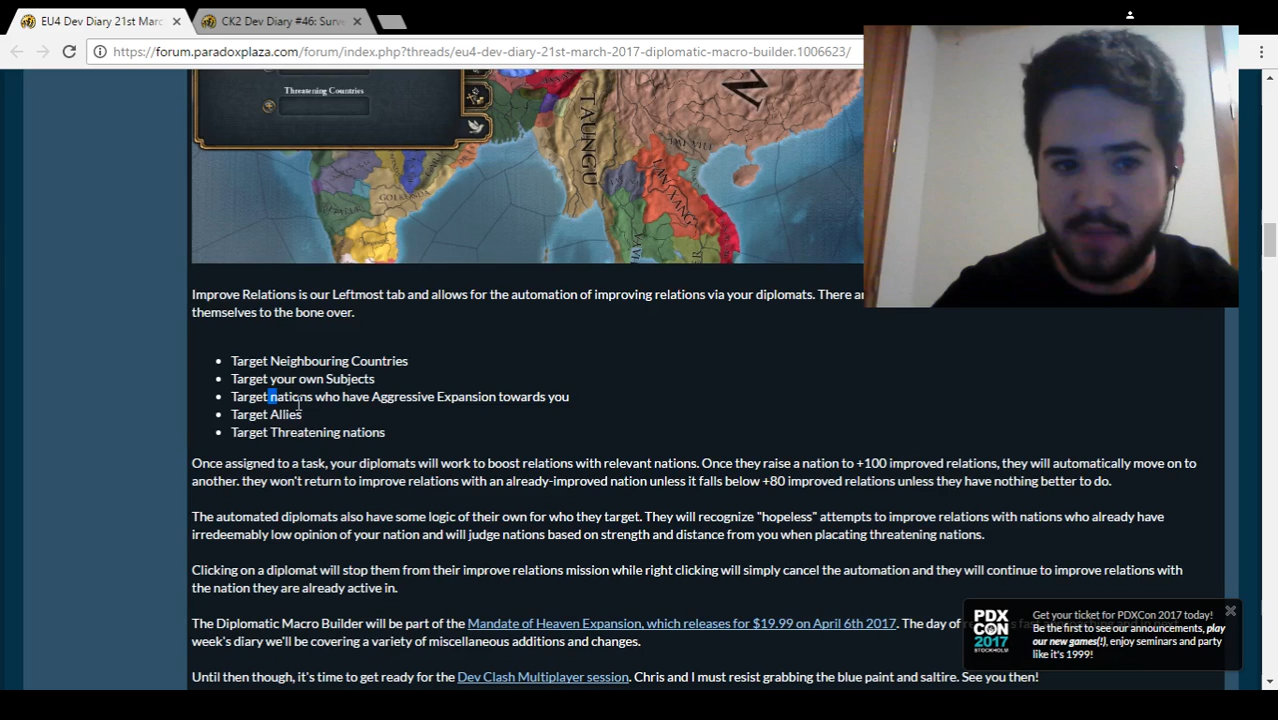 EU4 Dev Diary 21st Marc
CK2 Dev Diary #46: Surve
https://forum.paradoxplaza.com/forum/index.php?threads/eu4-dev-diary-21st-march-2017-diplomatic-macro-builder.1006623/
Threatening Countries
TAUNGU
LAN XANG
DAI VIET
Improve Relations is our Leftmost tab and allows for the automation of improving relations via your diplomats. There ar
themselves to the bone over.
Target Neighbouring Countries
Target your own Subjects
Target nations who have Aggressive Expansion towards you
Target Allies
Target Threatening nations
Once assigned to a task, your diplomats will work to boost relations with relevant nations. Once they raise a nation to +100 improved relations, they will automatically move on to
another. they won't return to improve relations with an already-improved nation unless it falls below +80 improved relations unless they have nothing better to do.
The automated diplomats also have some logic of their own for who they target. They will recognize "hopeless" attempts to improve relations with nations who already have
irredeemably low opinion of your nation and will judge nations based on strength and distance from you when placating threatening nations.
Clicking on a diplomat will stop them from their improve relations mission while right clicking will simply cancel the automation and they will continue to improve relations with
the nation they are already active in.
The Diplomatic Macro Builder will be part of the Mandate of Heaven Expansion, which releases for $19.99 on April 6th 2017. The day of
week's diary we'll be covering a variety of miscellaneous additions and changes.
Until then though, it's time to get ready for the Dev Clash Multiplayer session. Chris and I must resist grabbing the blue paint and saltire. See you then!
PDX
CON
2017
STOCKHOLM
Get your ticket for PDXCon 2017 today!
Be the first to see our announcements, play
our new games(!), enjoy seminars and party
like it's 1999!